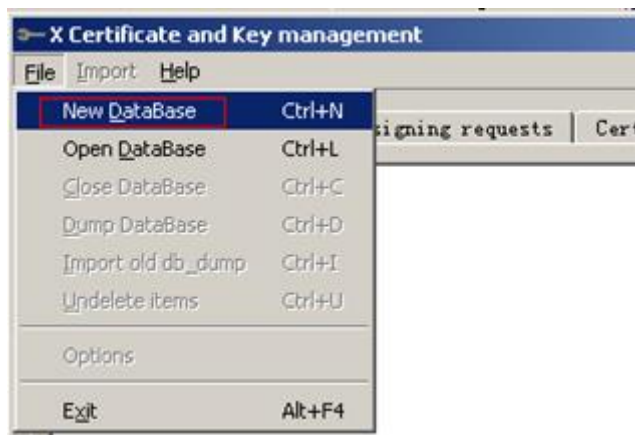 X Certificate and Key management
File Import Help
New DataBase Ctrl+N
Open DataBase Ctrl+L
Close DataBase Ctrl+C
Dump DataBase Ctrl+D
Import old db_dump Ctrl+I
Undelete items Ctrl+U
Options
Exit Alt+F4
signing requests